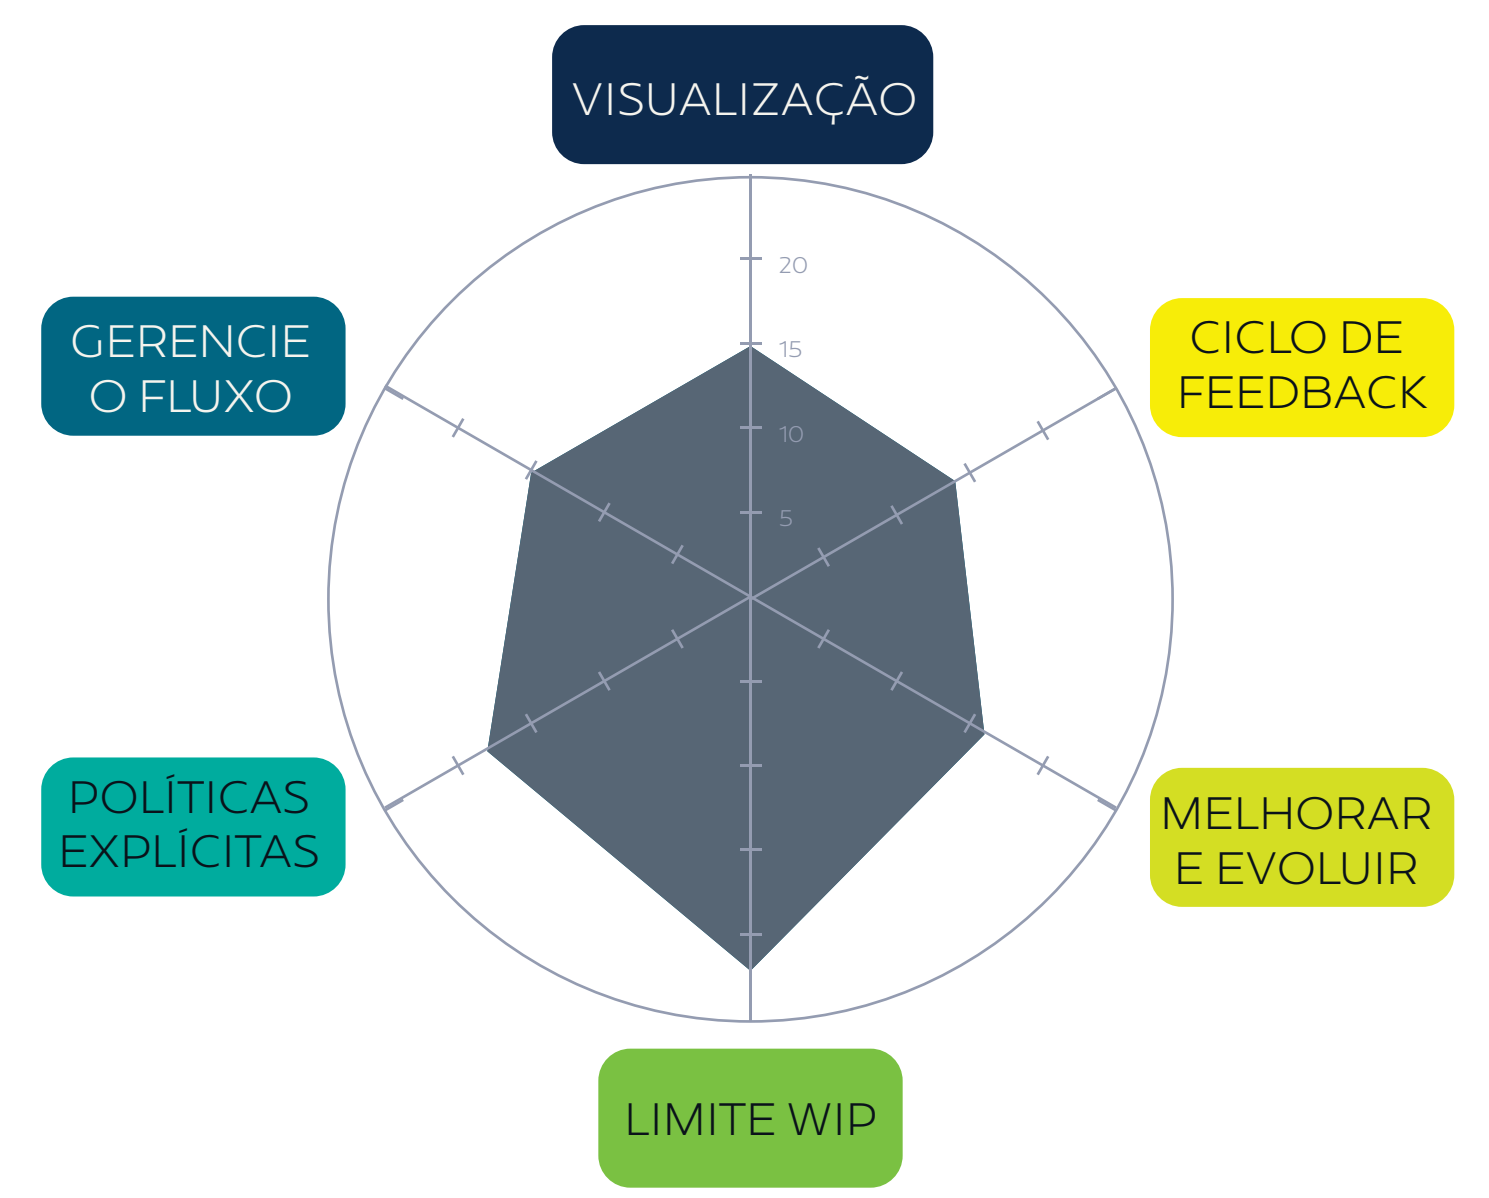 VISUALIZAÇÃO
20
15
10
5
GERENCIE
O FLUXO
CICLO DE
FEEDBACK
POLÍTICAS
EXPLÍCITAS
MELHORAR
E EVOLUIR
LIMITE WIP